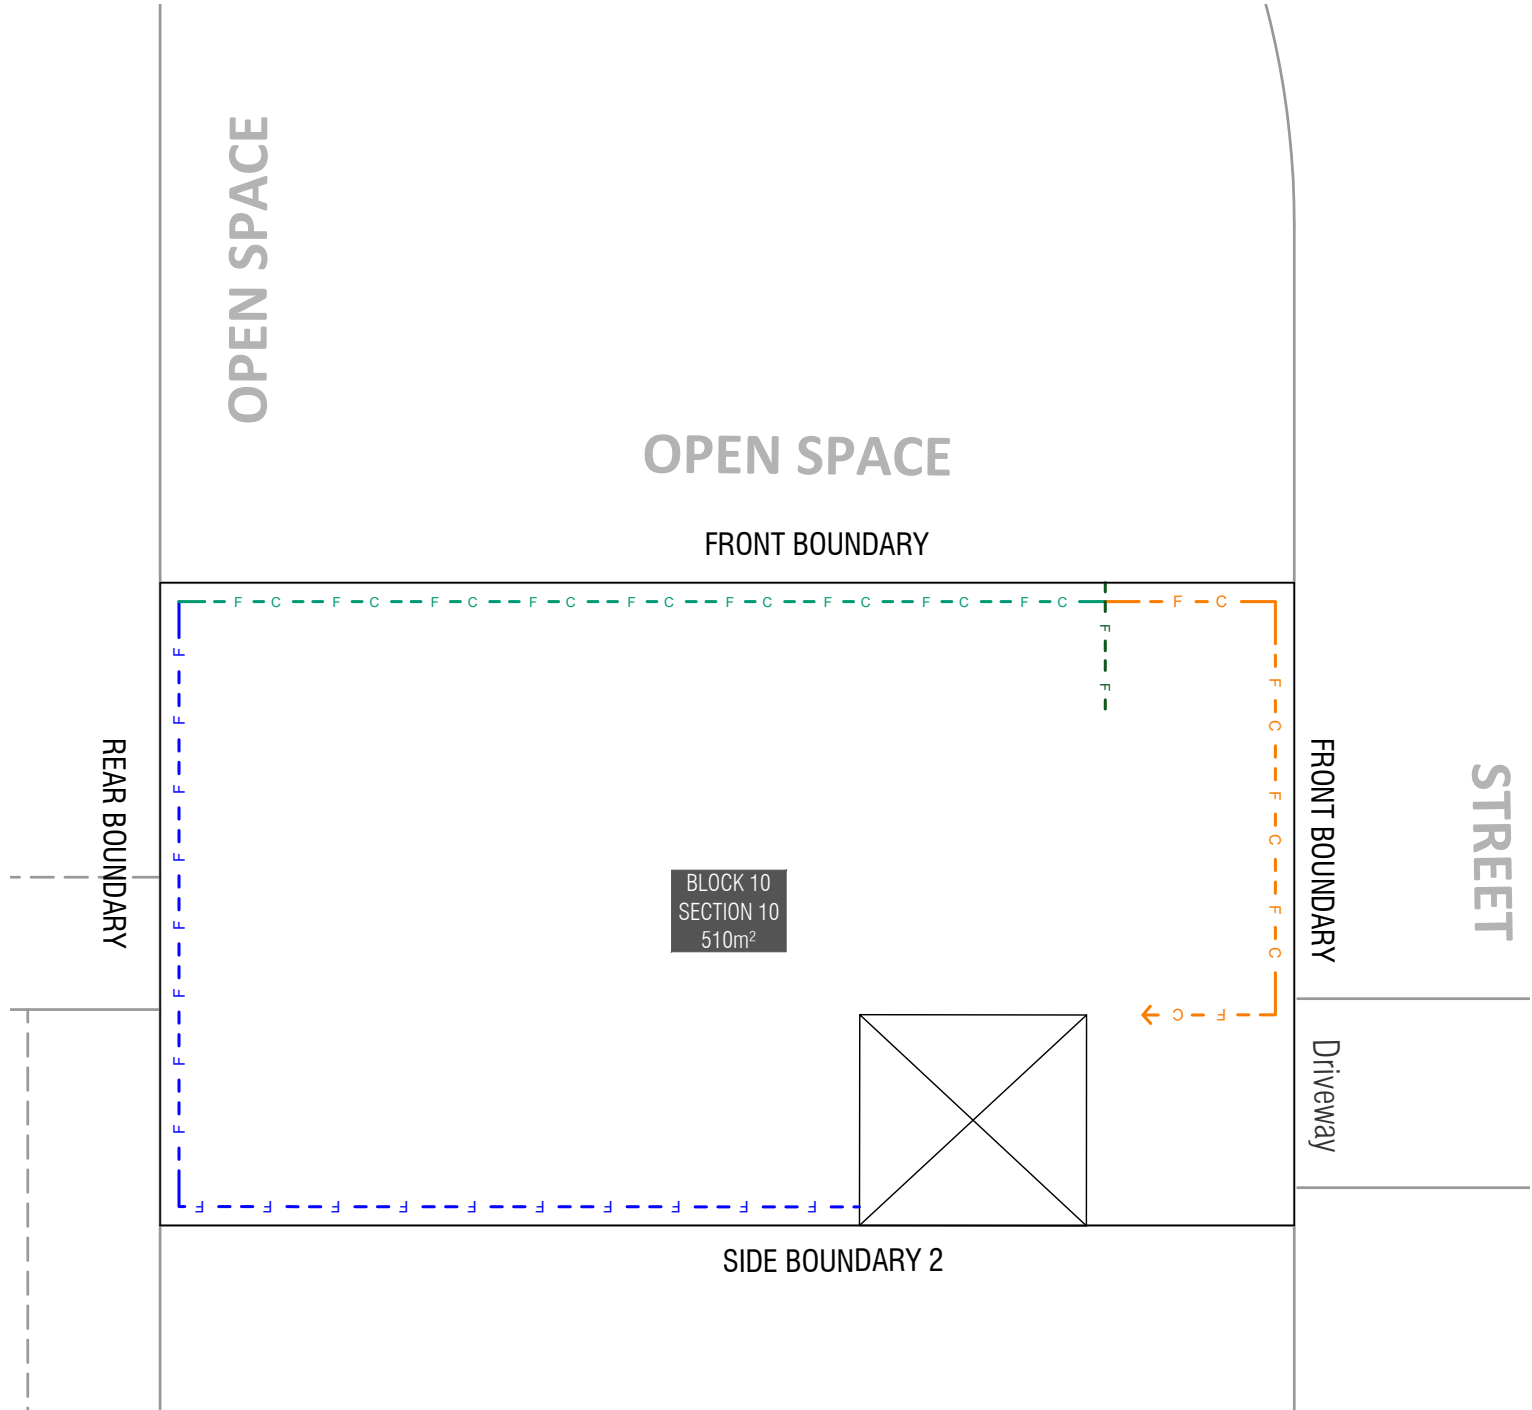 OPEN SPACE
OPEN SPACE
FRONT BOUNDARY
F C F C F C F C F C F C F C F C F C
F C
F F
F C F C F C
F C
F F F F F F F F
F F F F F F F F F F
REAR BOUNDARY
BLOCK 10
SECTION 10
510m²
FRONT BOUNDARY
STREET
Driveway
SIDE BOUNDARY 2